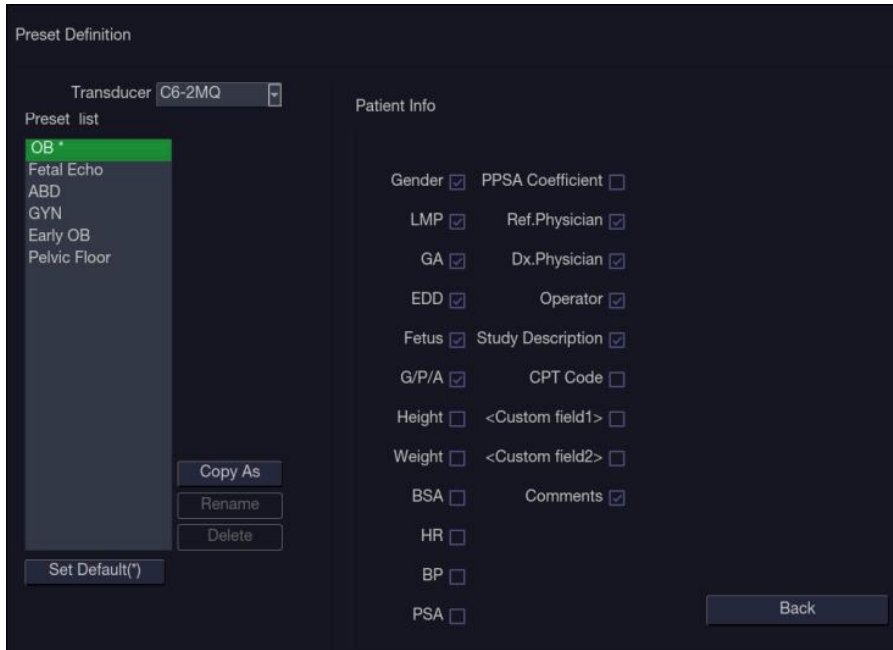 Preset Definition
Transducer C6-2MQ
Preset list
OB *
Fetal Echo
ABD
GYN
Early OB
Pelvic Floor
Copy As
Rename
Delete
Set Default(*)
Patient Info
Gender PPSA Coefficient
LMP Ref.Physician
GA Dx.Physician
EDD Operator
Fetus Study Description
G/P/A CPT Code
Height <Custom field1>
Weight <Custom field2>
BSA Comments
HR
BP
PSA
Back